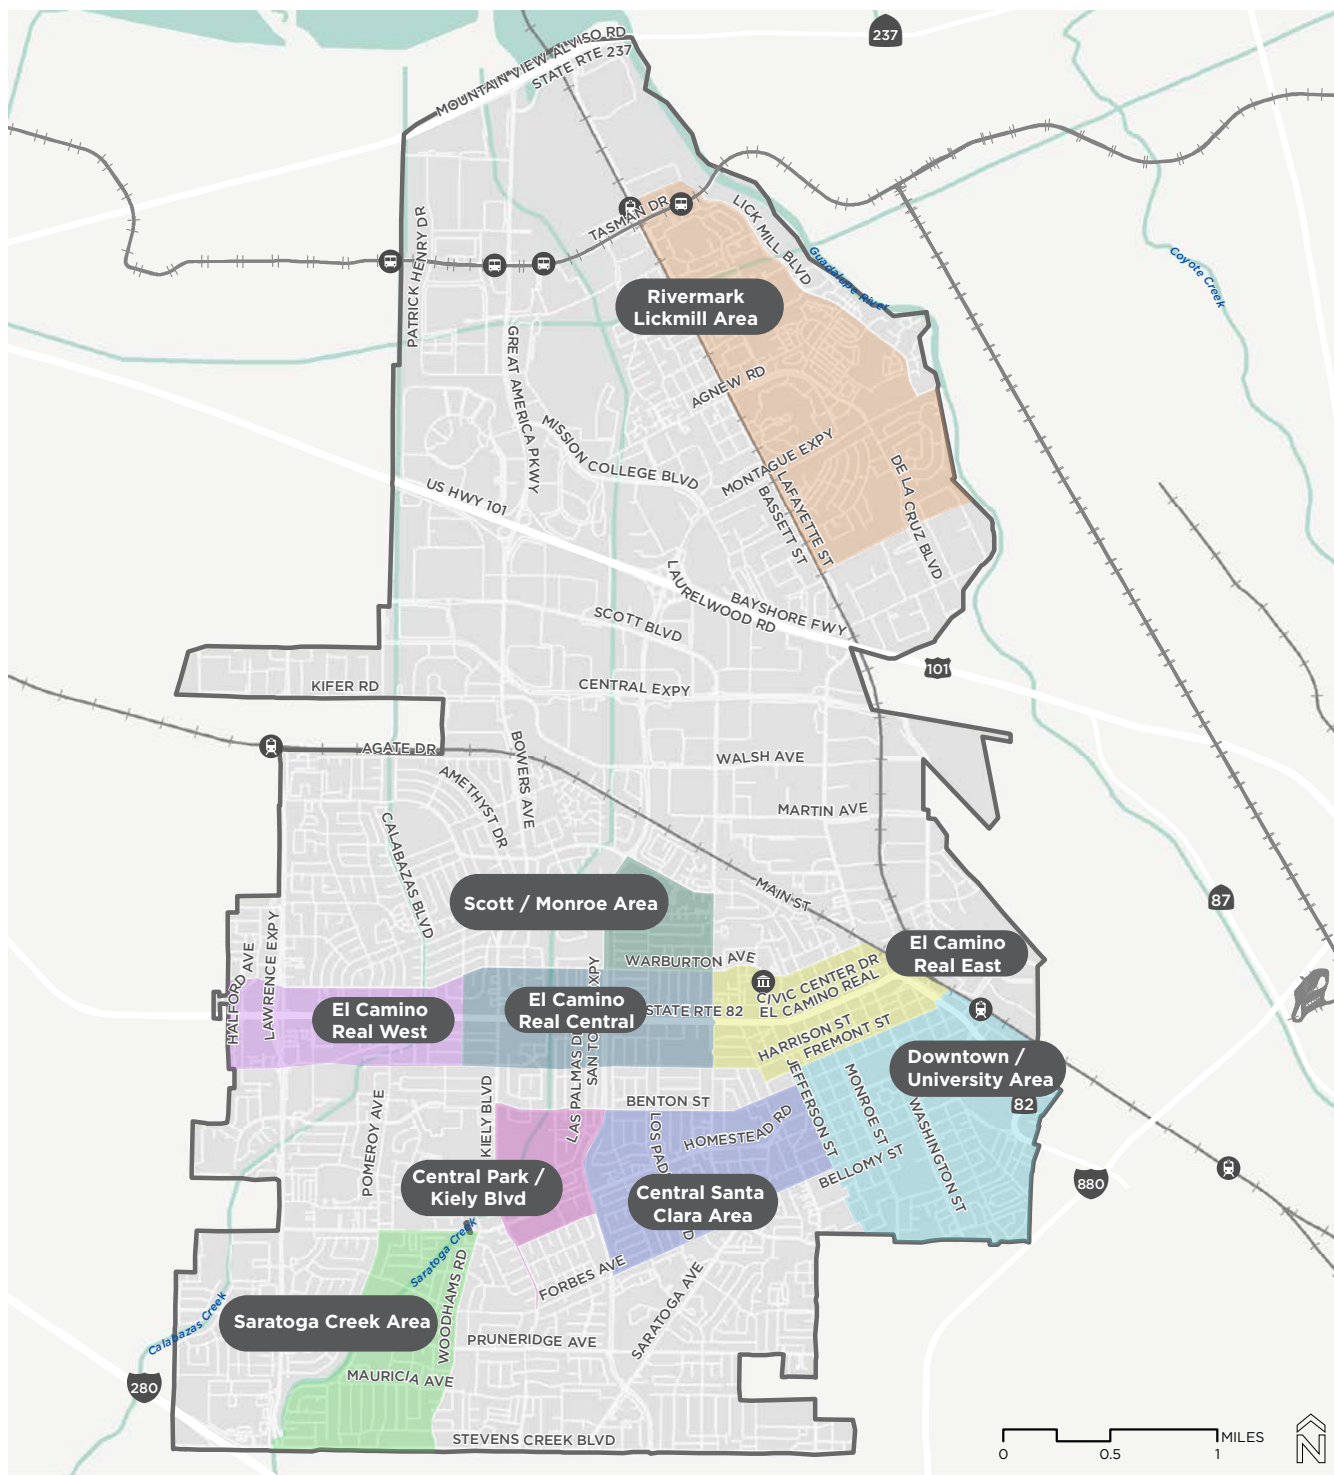 237
MOUNTAIN VIEW ALVISO RD
STATE RTE 237
PATRICK HENRY DR
TASMAN DR
LICK MILL BLVD
Guadalupe River
Coyote Creek
Rivermark
Lickmill Area
GREAT AMERICA PKWY
AGNEW RD
MISSION COLLEGE BLVD
MONTAGUE EXPY
US HWY 101
LAFAYETTE ST
BASSETT ST
DE LA CRUZ BLVD
LAURELWOOD RD
BAYSHORE FWY
SCOTT BLVD
101
KIFER RD
CENTRAL EXPY
AGATE DR
BOWERS AVE
WALSH AVE
AMETHYST DR
MARTIN AVE
CALABAZAS BLVD
MAIN ST
87
Scott / Monroe Area
HALFORD AVE
LAWRENCE EXPY
WARBURTON AVE
El Camino
Real East
CIVIC CENTER DR
EL CAMINO REAL
El Camino
Real West
El Camino
Real Central
STATE RTE 82
HARRISON ST
FREMONT ST
LAS PALMAS D
SAN TO
XPY
Downtown /
University Area
82
JEFFERSON ST
MONROE ST
WASHINGTON ST
POMEROY AVE
KIELY BLVD
BENTON ST
LOS PAD
D
HOMESTEAD RD
BELLOMY ST
Central Park /
Kiely Blvd
Central Santa
Clara Area
880
Saratoga Creek
WOODHAMS RD
FORBES AVE
SARATOGA AVE
Calabazas Creek
Saratoga Creek Area
PRUNERIDGE AVE
MAURICIA AVE
280
STEVENS CREEK BLVD
MILES
0 0.5 1
N